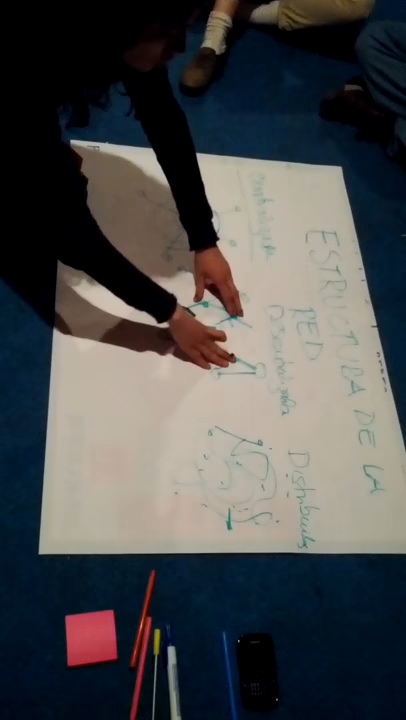 ESTRUCTURA DE LA
RED
Centralizada
Descentralizada
Distribuida